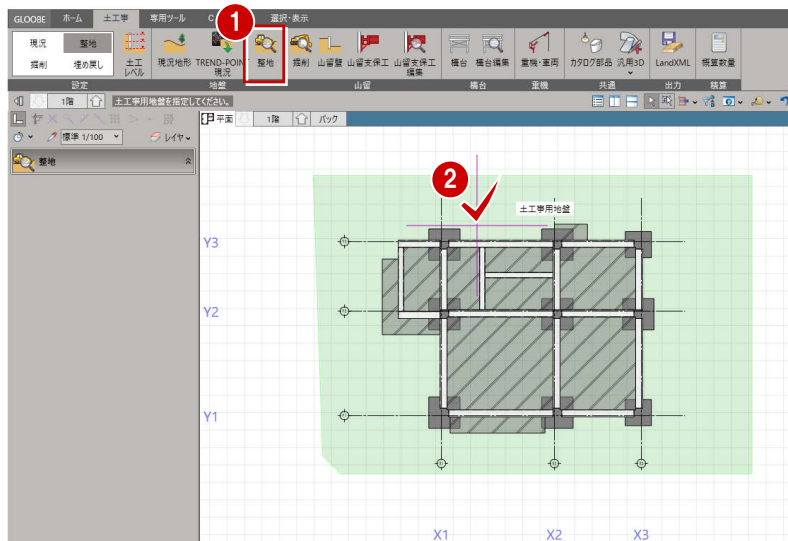 GLOOBE ホーム 土工事 専用ツール C 選択・表示
1
現況 整地
掘削 埋め戻し
土工レベル 現況地形 TREND-POINT現況 整地 掘削 山留壁 山留支保工 山留支保工編集 構台 構台編集 重機・車両 カタログ部品 汎用3D LandXML 概算数量
設定 地盤 山留 構台 重機 共通 出力 積算
1階 土工事用地盤を指定してください。
平面 1階 バック
標準 1/100 レイヤ
整地
2
土工事用地盤
Y3
Y2
Y1
X1 X2 X3